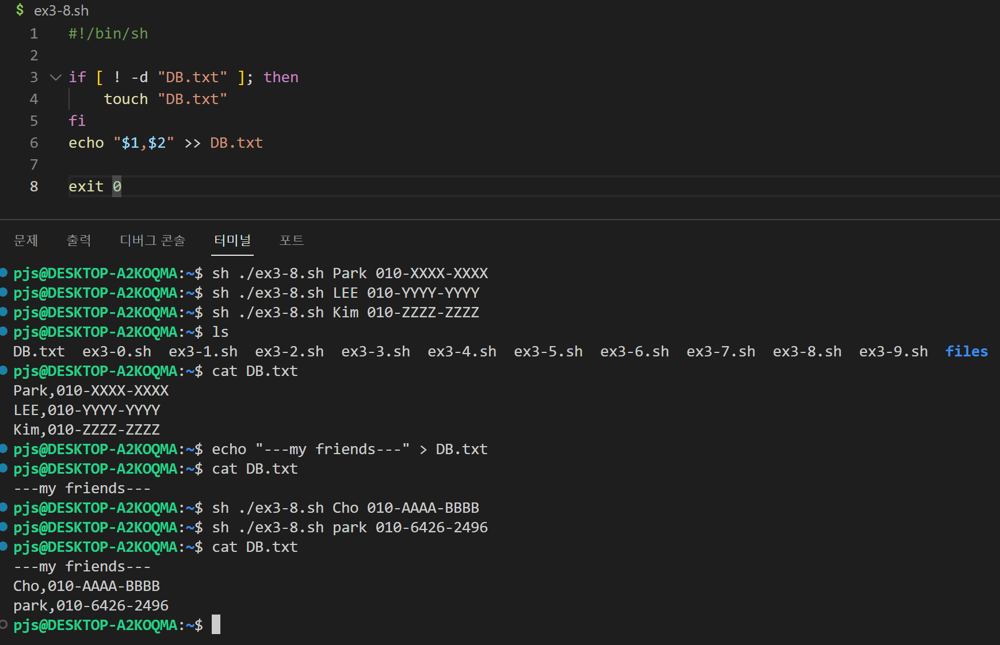 $ ex3-8.sh
1 #!/bin/sh
2
3 if [ ! -d "DB.txt" ]; then
4 touch "DB.txt"
5 fi
6 echo "$1,$2" >> DB.txt
7
8 exit 0
문제 출력 디버그 콘솔 터미널 포트
pjs@DESKTOP-A2KOQMA:~$ sh ./ex3-8.sh Park 010-XXXX-XXXX
pjs@DESKTOP-A2KOQMA:~$ sh ./ex3-8.sh LEE 010-YYYY-YYYY
pjs@DESKTOP-A2KOQMA:~$ sh ./ex3-8.sh Kim 010-ZZZZ-ZZZZ
pjs@DESKTOP-A2KOQMA:~$ ls
DB.txt ex3-0.sh ex3-1.sh ex3-2.sh ex3-3.sh ex3-4.sh ex3-5.sh ex3-6.sh ex3-7.sh ex3-8.sh ex3-9.sh files
pjs@DESKTOP-A2KOQMA:~$ cat DB.txt
Park,010-XXXX-XXXX
LEE,010-YYYY-YYYY
Kim,010-ZZZZ-ZZZZ
pjs@DESKTOP-A2KOQMA:~$ echo "---my friends---" > DB.txt
pjs@DESKTOP-A2KOQMA:~$ cat DB.txt
---my friends---
pjs@DESKTOP-A2KOQMA:~$ sh ./ex3-8.sh Cho 010-AAAA-BBBB
pjs@DESKTOP-A2KOQMA:~$ sh ./ex3-8.sh park 010-6426-2496
pjs@DESKTOP-A2KOQMA:~$ cat DB.txt
---my friends---
Cho,010-AAAA-BBBB
park,010-6426-2496
pjs@DESKTOP-A2KOQMA:~$